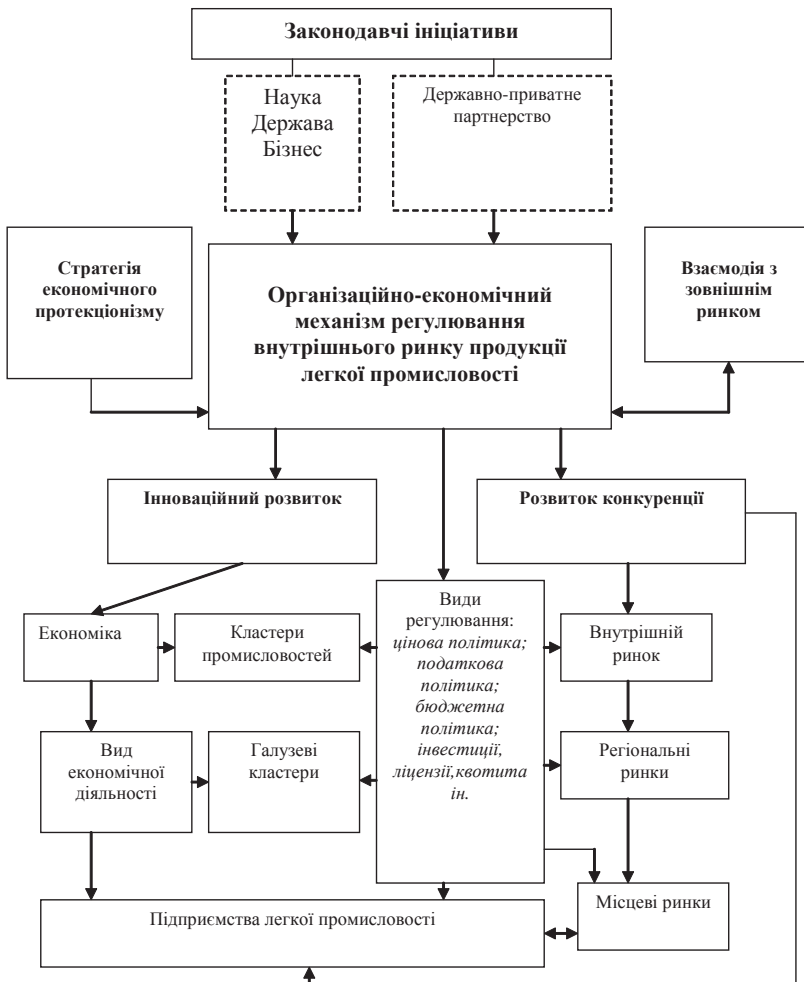 Законодавчі ініціативи
Наука
Держава
Бізнес
Державно-приватне
партнерство
Стратегія
економічного
протекціонізму
Організаційно-економічний
механізм регулювання
внутрішнього ринку продукції
легкої промисловості
Взаємодія з
зовнішнім
ринком
Інноваційний розвиток
Розвиток конкуренції
Економіка
Кластери
промисловостей
Види
регулювання:
цінова політика;
податкова
політика;
бюджетна
політика;
інвестиції,
ліцензії,квотита
ін.
Внутрішній
ринок
Вид
економічної
діяльності
Галузеві
кластери
Регіональні
ринки
Підприємства легкої промисловості
Місцеві ринки